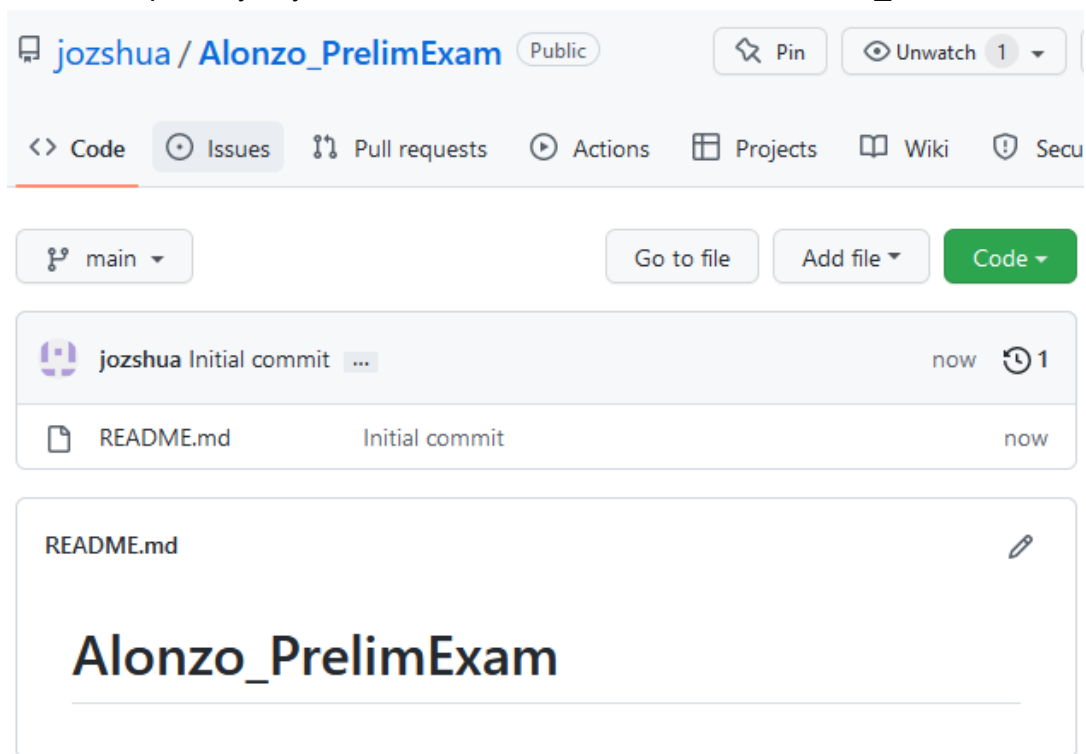 jozshua / Alonzo_PrelimExam Public Pin Unwatch 1
Code Issues Pull requests Actions Projects Wiki
main Go to file Add file Code
jozshua Initial commit ... now 1
README.md Initial commit now
README.md
Alonzo_PrelimExam